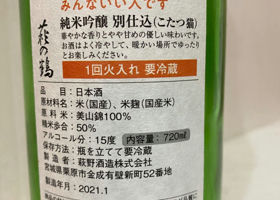 みんないい人です
萩の鶴
純米吟醸 別仕込(こたつ猫)
華やかな香りとやや甘めの優しい味わいです。
お酒はよく冷やして、暖かい場所でゆったり
とお楽しみください。
1回火入れ 要冷蔵
品目：日本酒
原材料名：米(国産)、米麹(国産米)
原料米：美山錦100%
精米歩合：50%
アルコール分：15度 内容量：720ml
保存方法：瓶を立てて要冷蔵
製造者：萩野酒造株式会社
宮城県栗原市金成有壁新町52番地
製造年月：2021.1